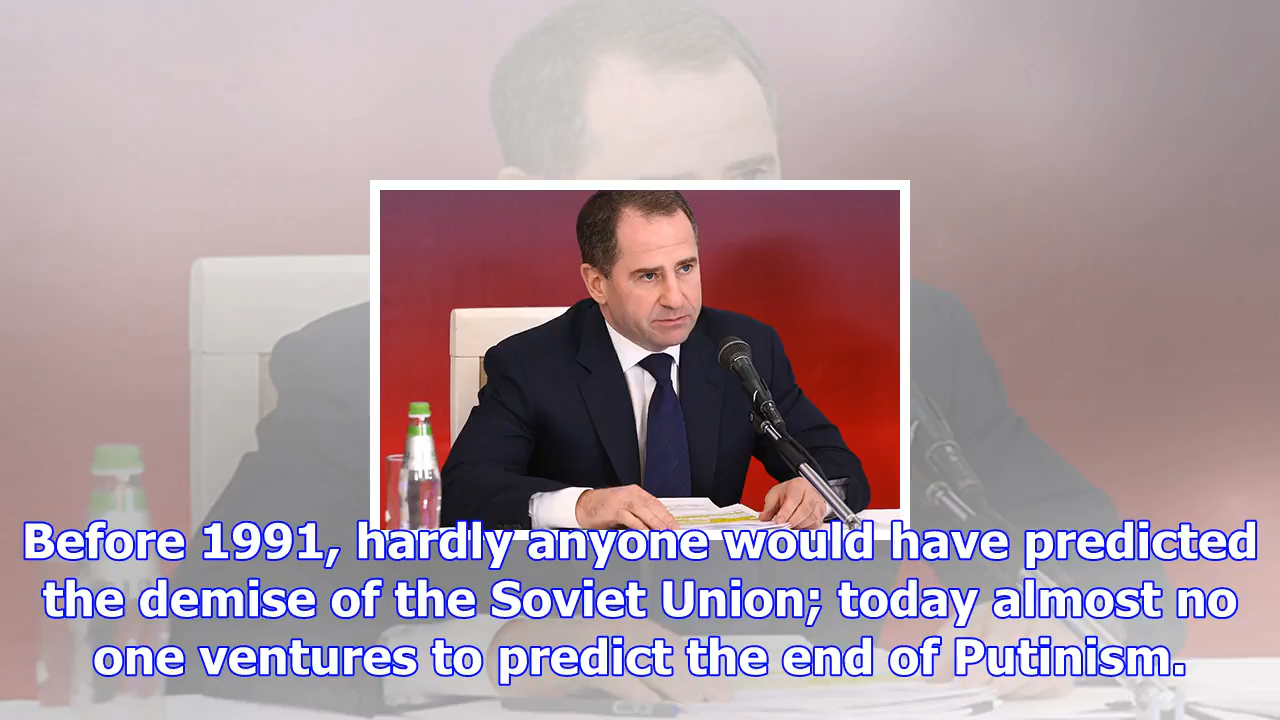 Before 1991, hardly anyone would have predicted
the demise of the Soviet Union; today almost no
one ventures to predict the end of Putinism.